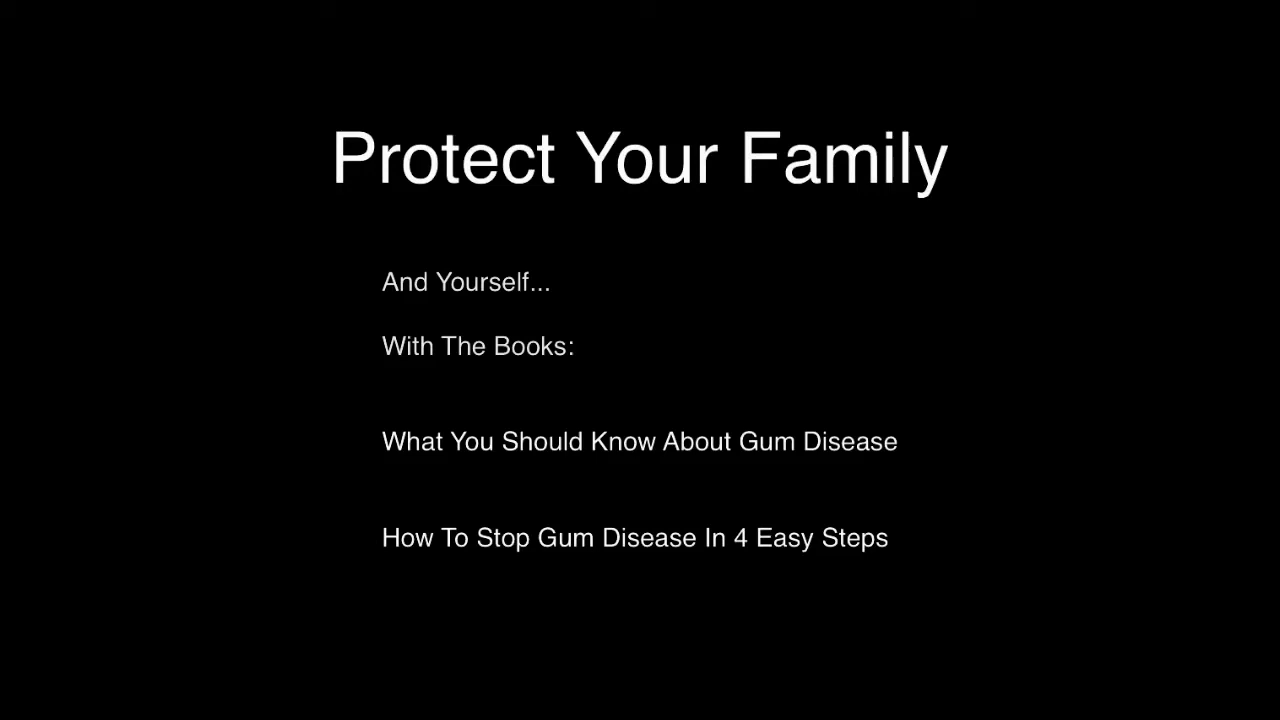 Protect Your Family
And Yourself...
With The Books:
What You Should Know About Gum Disease
How To Stop Gum Disease In 4 Easy Steps